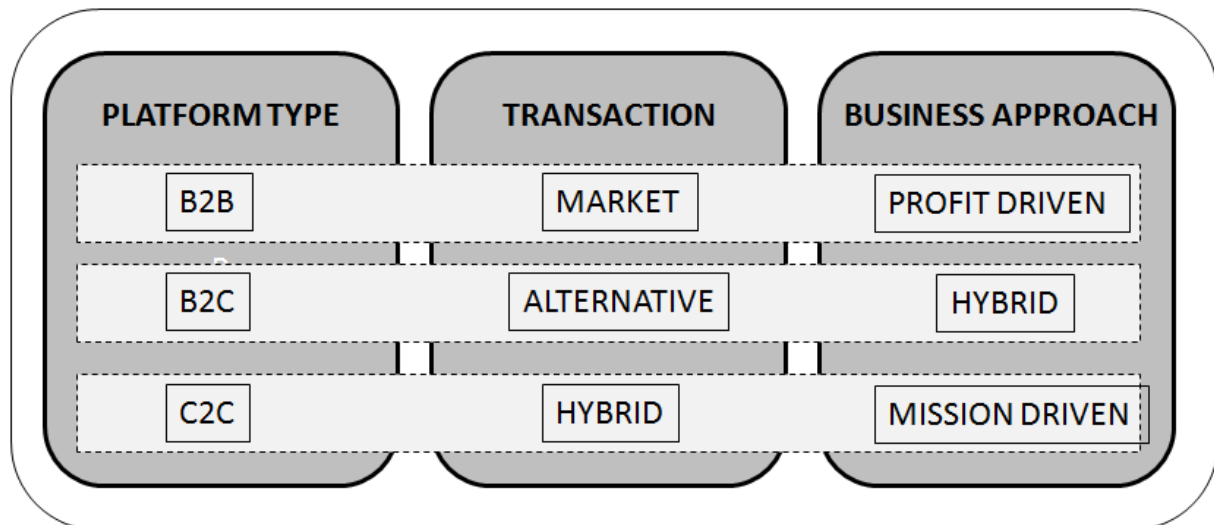 PLATFORM TYPE
TRANSACTION
BUSINESS APPROACH
B2B
MARKET
PROFIT DRIVEN
B2C
ALTERNATIVE
HYBRID
C2C
HYBRID
MISSION DRIVEN